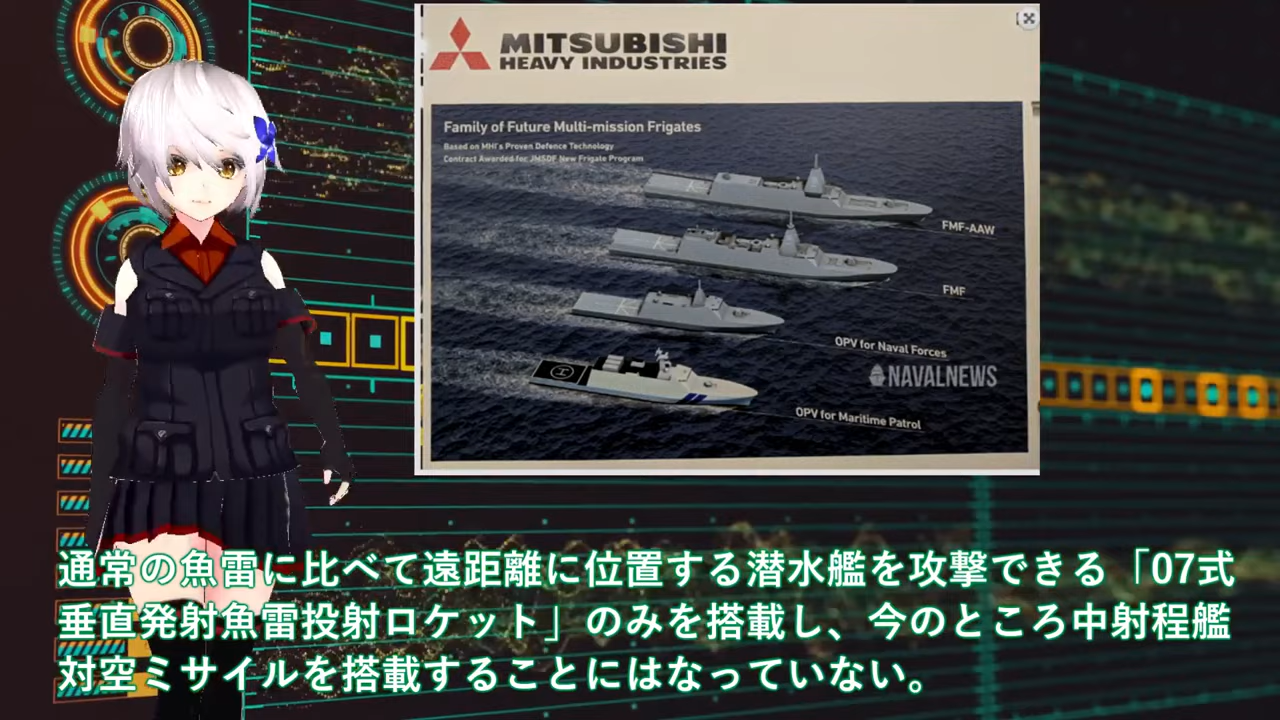 MITSUBISHI
HEAVY INDUSTRIES
Family of Future Multi-mission Frigates
Based on MHI's Proven Defence Technology
Contract Awarded for JMSDF New Frigate Program
FMF-AAW
FMF
OPV for Naval Forces
NAVALNEWS
OPV for Maritime Patrol
通常の魚雷に比べて遠距離に位置する潜水艦を攻撃できる「07式
垂直発射魚雷投射ロケット」のみを搭載し、今のところ中射程艦
対空ミサイルを搭載することにはなっていない。